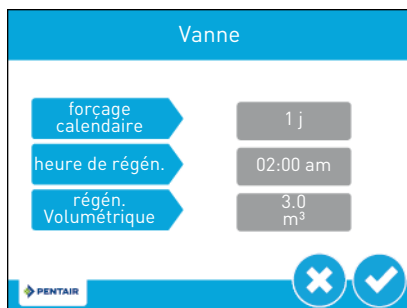 Vanne
forçage
calendaire
1 j
heure de régén.
02:00 am
régén.
Volumétrique
3.0
m³
PENTAIR